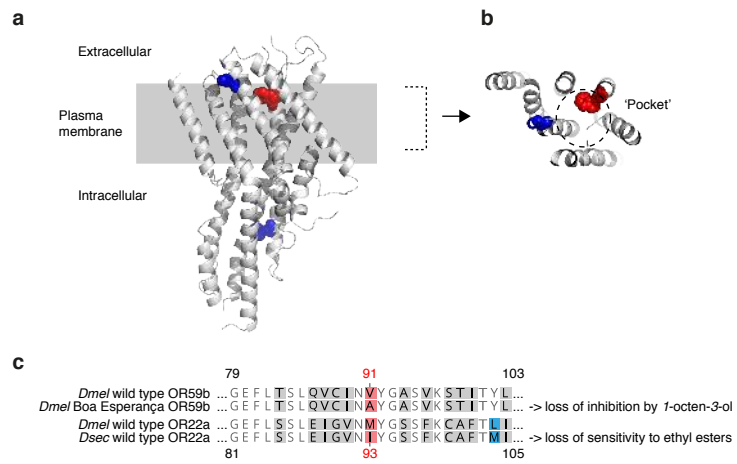 a
b
Extracellular
Plasma
membrane
Intracellular
'Pocket'
c
79 91 103
Dmel wild type OR59b ...GEFLTSLQVCINVYGASVKSTITYL...
Dmel Boa Esperança OR59b ...GEFLTSLQVCINAYGASVKSTITYL... -> loss of inhibition by 1-octen-3-ol
Dmel wild type OR22a ...GEFLSSLEIGVNMYGSSFKCAFTLI...
Dsec wild type OR22a ...GEFLSSLEIGVNIYGSSFKCAFTMI... -> loss of sensitivity to ethyl esters
81 93 105